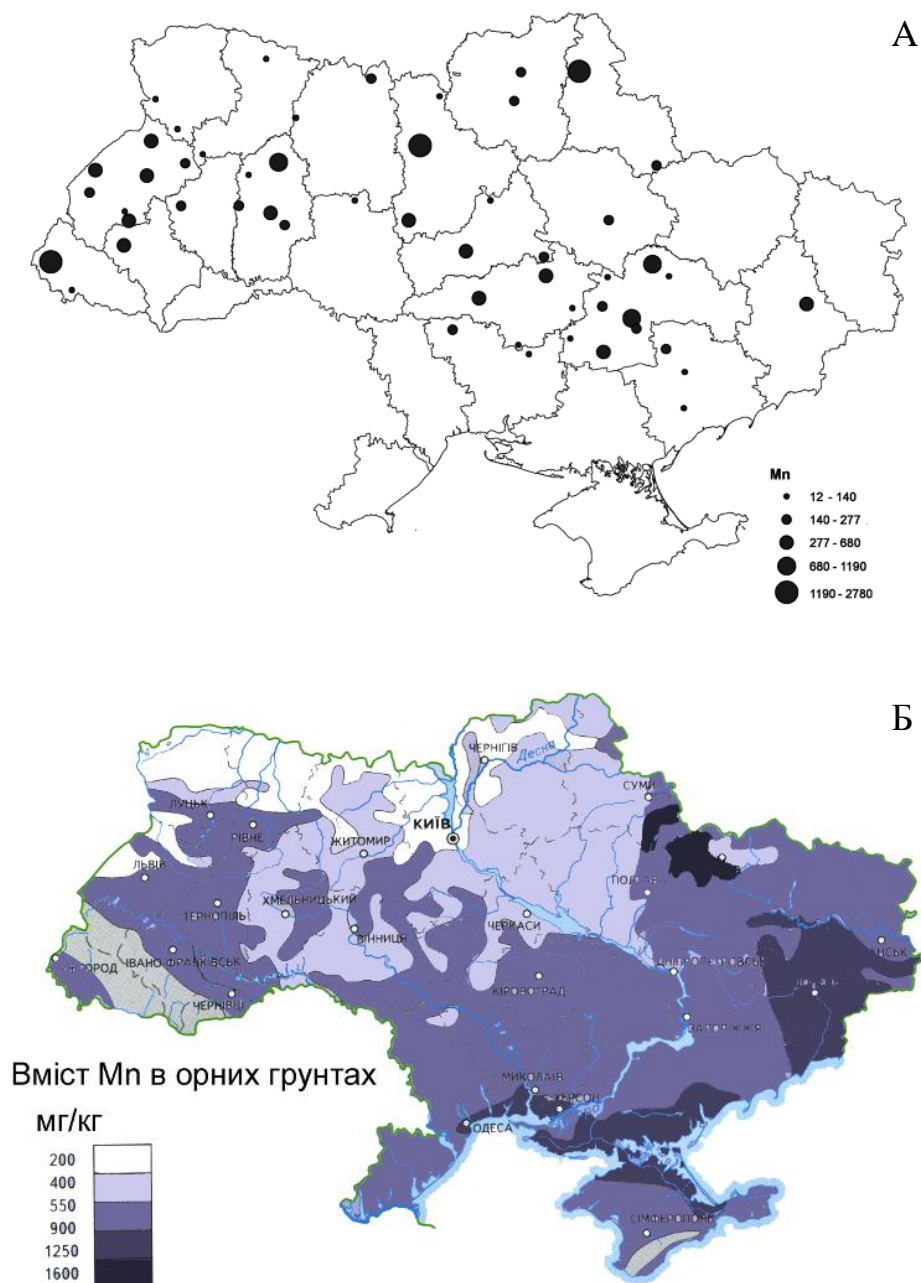 А
Mn
12 - 140
140 - 277
277 - 680
680 - 1190
1190 - 2780
Б
ЧЕРНІГІВ
Десна
СУМИ
ЛУЦЬК
РІВНЕ
КИЇВ
ЖИТОМИР
ЛЬВІВ
ХМЕЛЬНИЦЬКИЙ
ТЕРНОПІЛЬ
ЧЕРКАСИ
ВІННИЦЯ
ІВАНО-ФРАНКІВСЬК
КІРОВОГРАД
ЧЕРНІВЦІ
Вміст Mn в орних грунтах
МИКОЛАЇВ
мг/кг
ОДЕСА
200
400
550
900
1250
1600
СІМФЕРОПОЛЬ